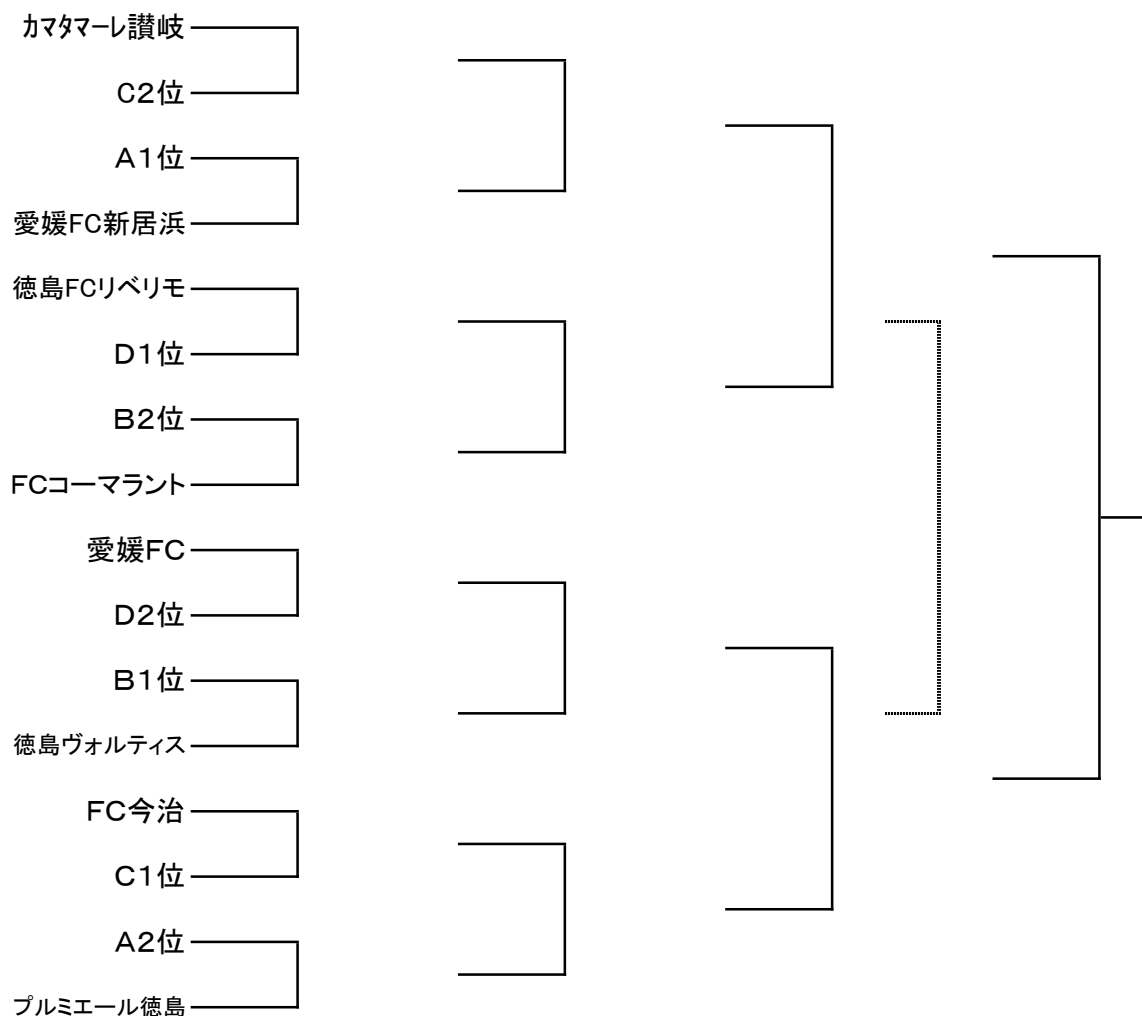 カマタマーレ讃岐
C2位
A1位
愛媛FC新居浜
徳島FCリベリモ
D1位
B2位
FCコーマラント
愛媛FC
D2位
B1位
徳島ヴォルティス
FC今治
C1位
A2位
プルミエール徳島